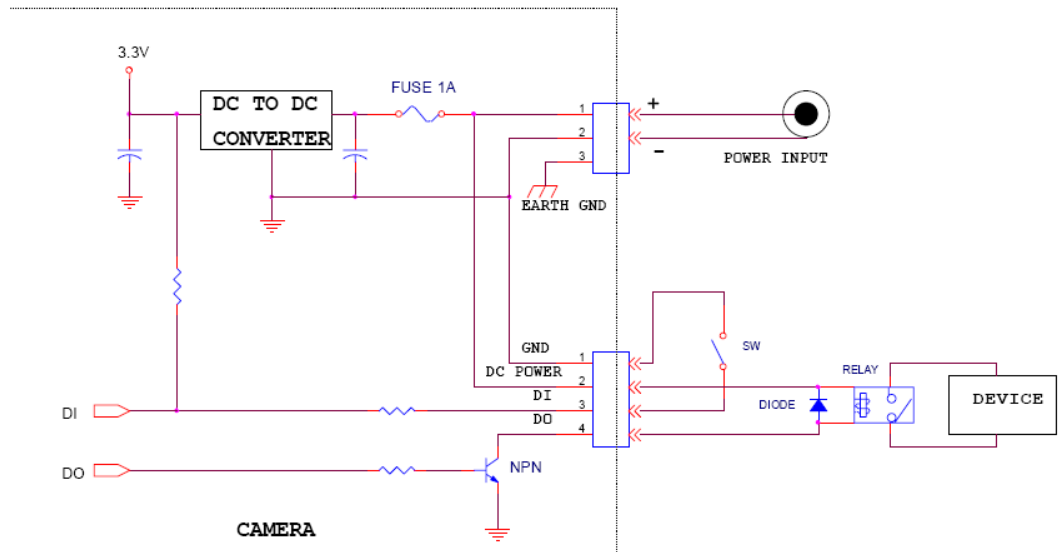 3.3V
FUSE 1A
DC TO DC
CONVERTER
1
2
3
+
-
POWER INPUT
EARTH GND
GND
DC POWER
DI
DO
1
2
3
4
SW
RELAY
DIODE
DEVICE
DI
DO
NPN
CAMERA